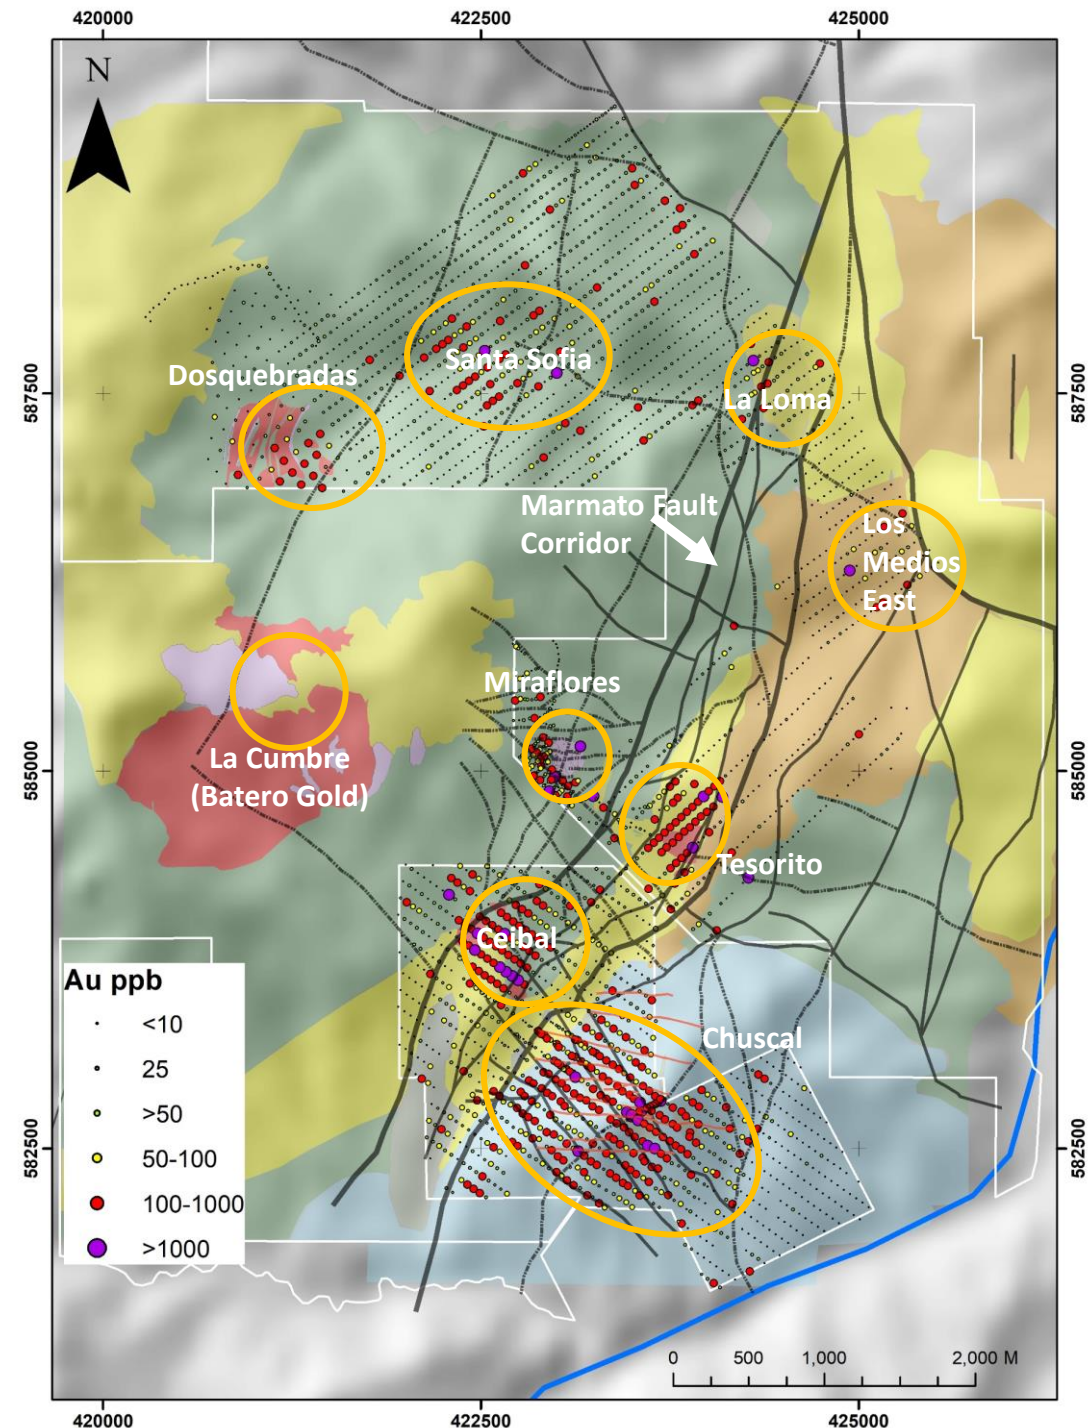 420000
422500
425000
N
587500
587500
Santa Sofia
Dosquebradas
La Loma
Marmato Fault
Corridor
Los
Medios
East
Miraflores
La Cumbre
(Batero Gold)
585000
585000
Tesorito
Ceibal
Chuscal
Au ppb
<10
25
>50
50-100
100-1000
>1000
582500
582500
0
500
1,000
2,000 M
420000
422500
425000